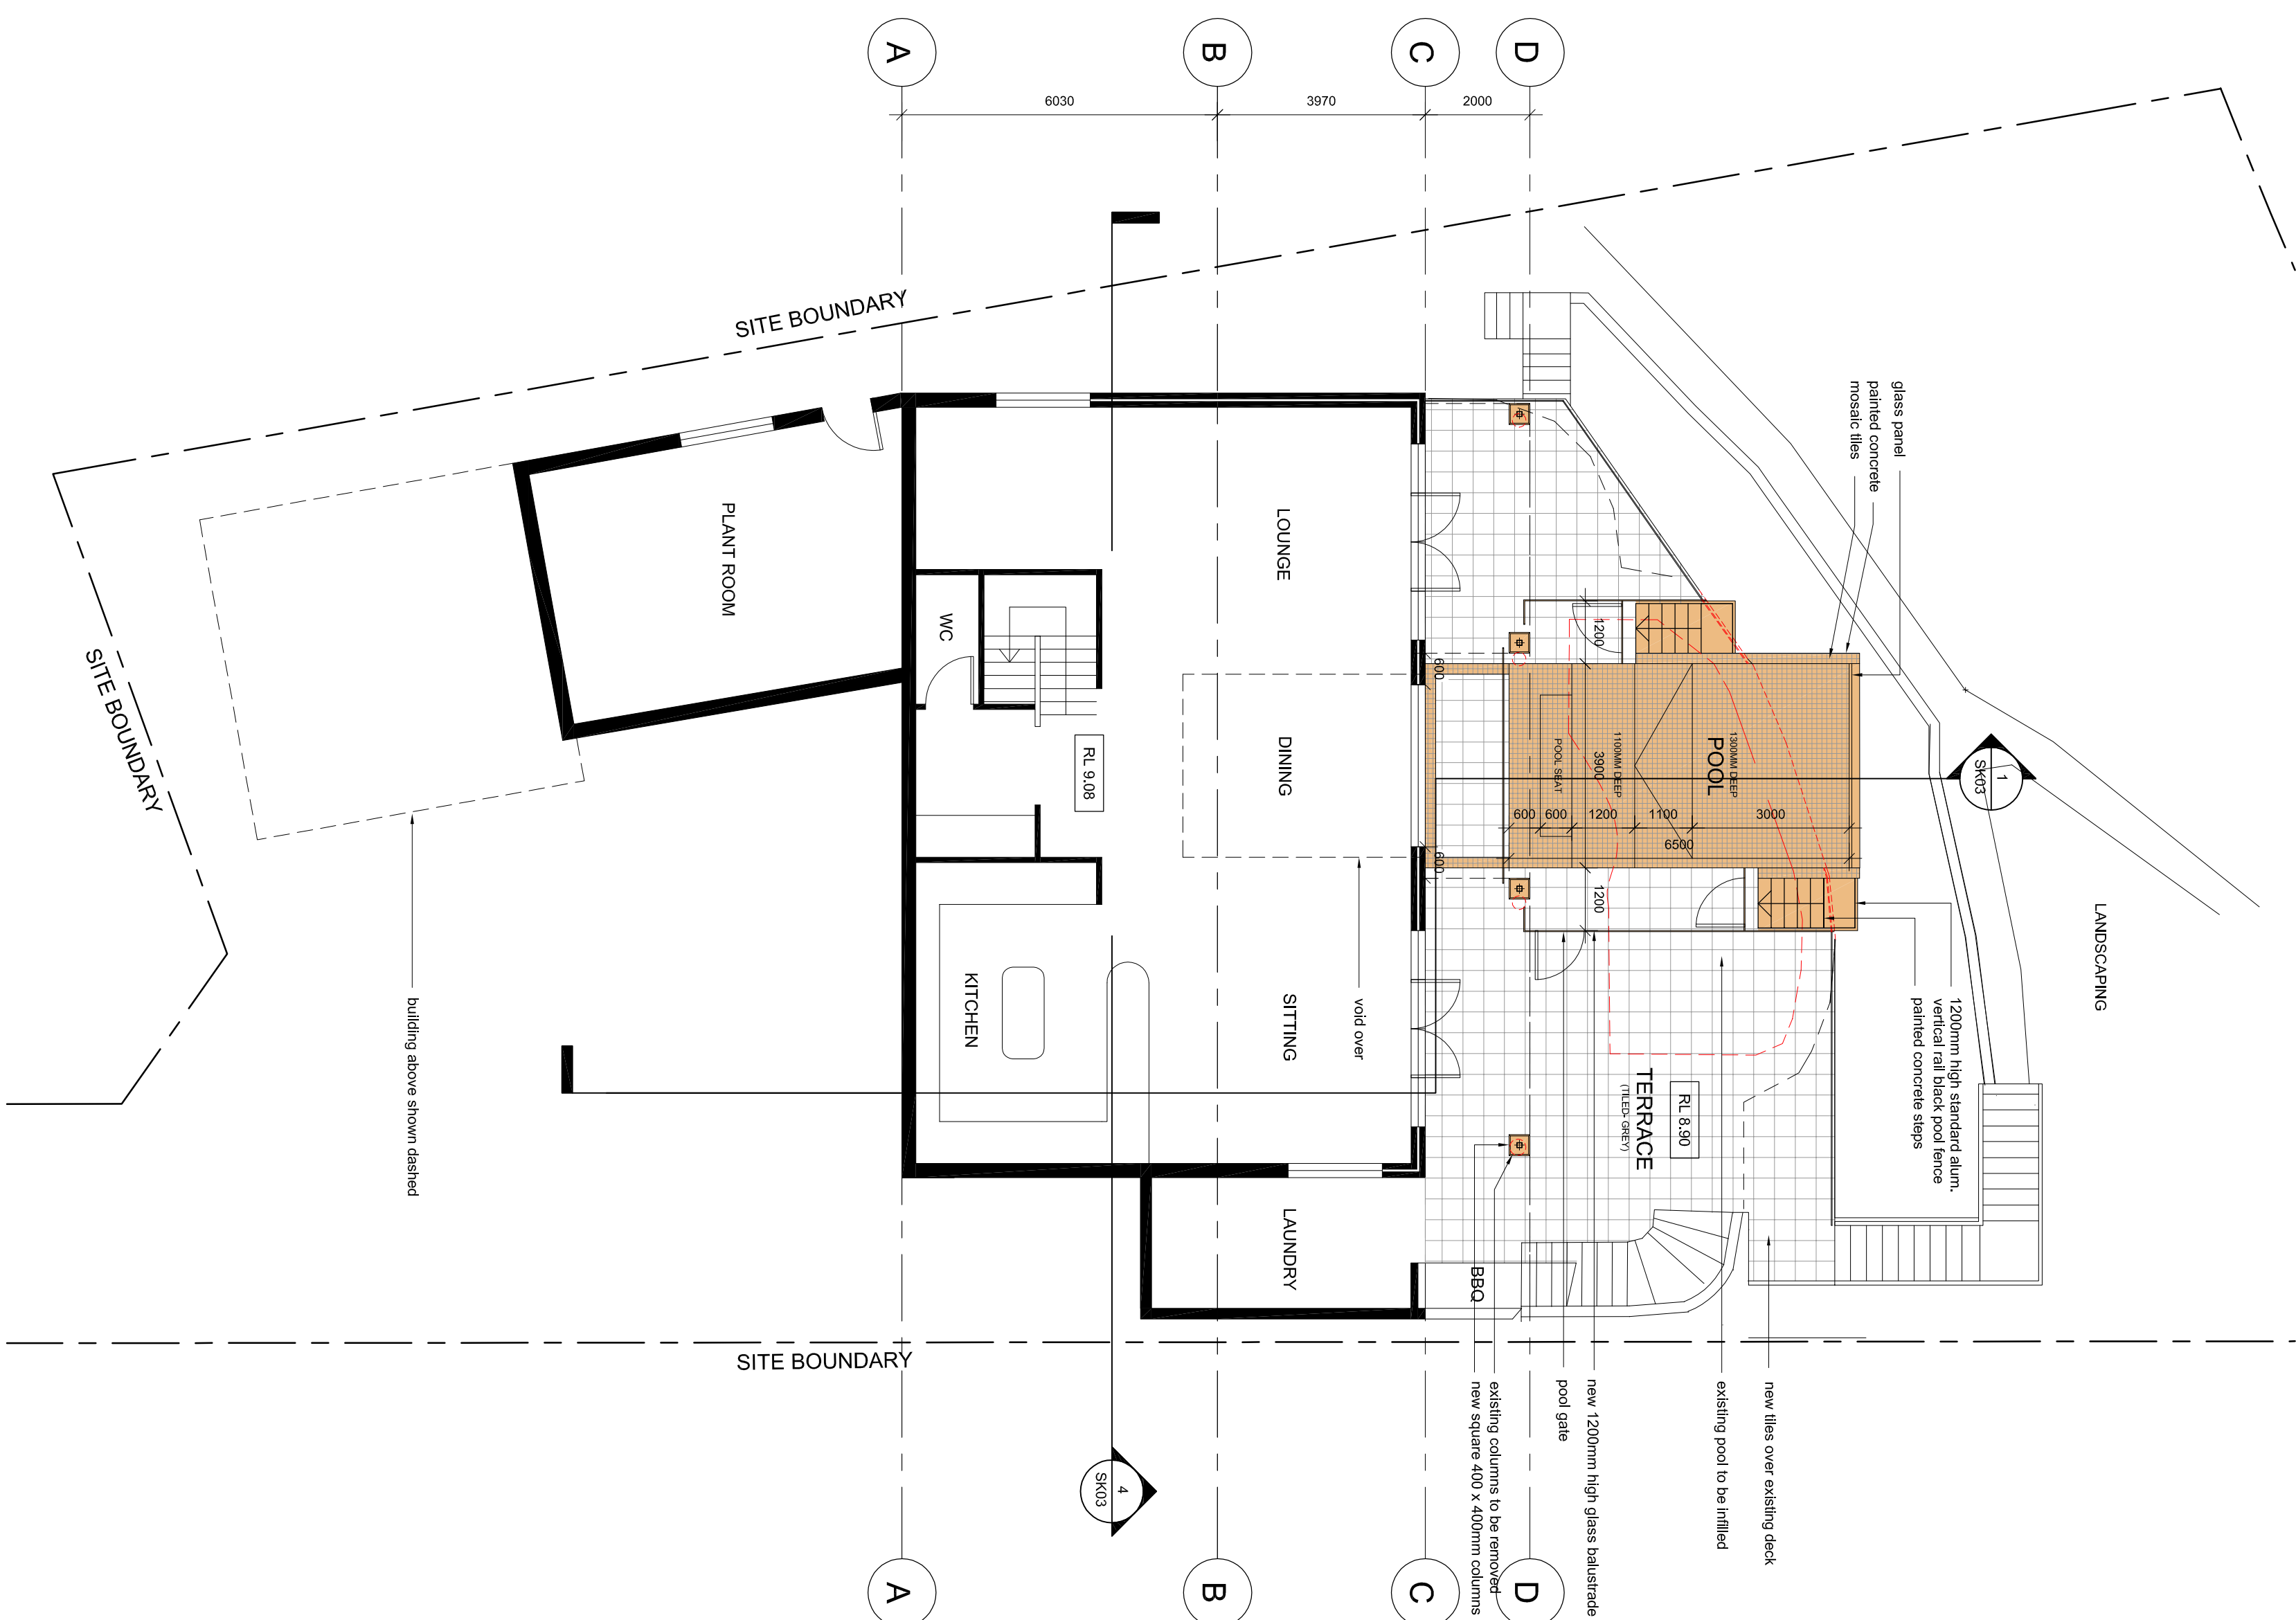 A
B
C
D
6030
3970
2000
SITE BOUNDARY
glass panel
painted concrete
mosaic tiles
PLANT ROOM
LOUNGE
WC
1200
600
RL 9.08
DINING
POOL SEAT
1100MM DEEP
3900
1300MM DEEP
POOL
1
SK03
600
600
1200
1100
3000
6500
600
1200
SITE BOUNDARY
LANDSCAPING
building above shown dashed
KITCHEN
SITTING
void over
1200mm high standard alum.
vertical rail black pool fence
painted concrete steps
RL 8.90
TERRACE
(TILED- GREY)
LAUNDRY
BBQ
SITE BOUNDARY
new tiles over existing deck
existing pool to be infilled
new 1200mm high glass balustrade
pool gate
existing columns to be removed
new square 400 x 400mm columns
4
SK03
A
B
C
D